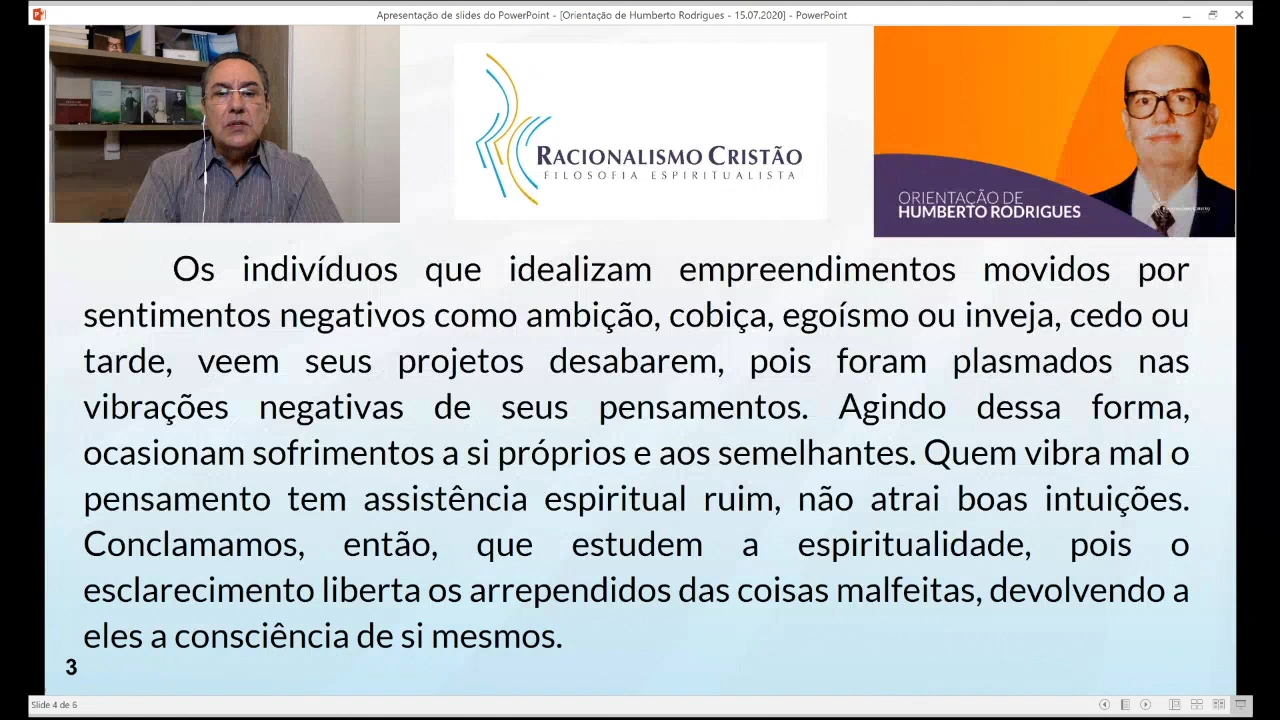 Apresentação de slides do PowerPoint - [Orientação de Humberto Rodrigues - 15.07.2020] - PowerPoint
RACIONALISMO CRISTÃO
FILOSOFIA ESPIRITUALISTA
ORIENTAÇÃO DE
HUMBERTO RODRIGUES
Os indivíduos que idealizam empreendimentos movidos por
sentimentos negativos como ambição, cobiça, egoísmo ou inveja, cedo ou
tarde, veem seus projetos desabarem, pois foram plasmados nas
vibrações negativas de seus pensamentos. Agindo dessa forma,
ocasionam sofrimentos a si próprios e aos semelhantes. Quem vibra mal o
pensamento tem assistência espiritual ruim, não atrai boas intuições.
Conclamamos, então, que estudem a espiritualidade, pois o
esclarecimento liberta os arrependidos das coisas malfeitas, devolvendo a
eles a consciência de si mesmos.
3
Slide 4 de 6